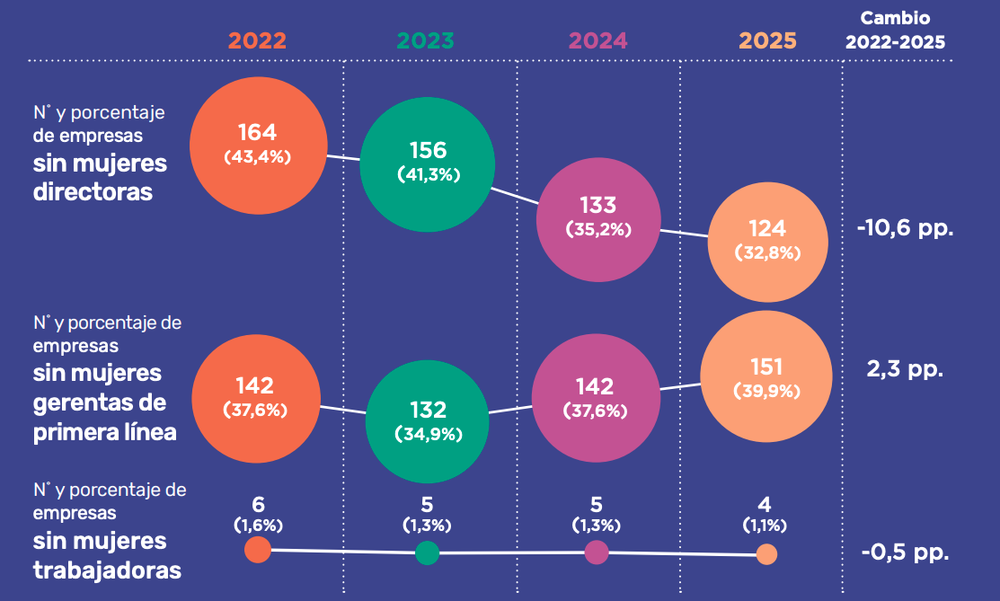 Cambio
2022 2023 2024 2025 2022-2025
N° y porcentaje
de empresas
sin mujeres
directoras
164
(43,4%)
156
(41,3%)
133
(35,2%)
124
(32,8%)
-10,6 pp.
N° y porcentaje de
empresas
sin mujeres
gerentas de
primera línea
142
(37,6%)
132
(34,9%)
142
(37,6%)
151
(39,9%)
2,3 pp.
N° y porcentaje de
empresas
sin mujeres
trabajadoras
6
(1,6%)
5
(1,3%)
5
(1,3%)
4
(1,1%)
-0,5 pp.